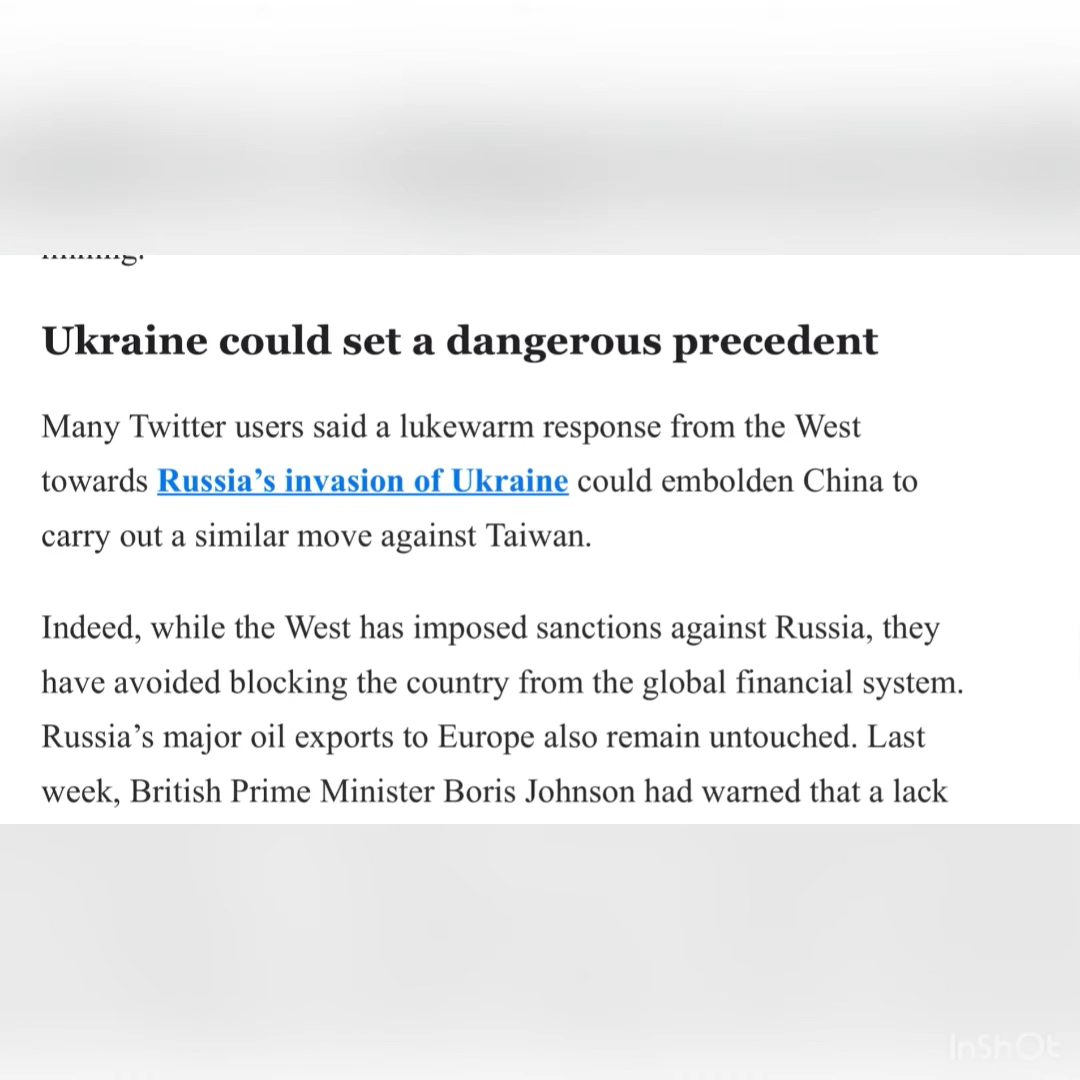 Ukraine could set a dangerous precedent
Many Twitter users said a lukewarm response from the West
towards Russia’s invasion of Ukraine could embolden China to
carry out a similar move against Taiwan.
Indeed, while the West has imposed sanctions against Russia, they
have avoided blocking the country from the global financial system.
Russia’s major oil exports to Europe also remain untouched. Last
week, British Prime Minister Boris Johnson had warned that a lack
InShOt